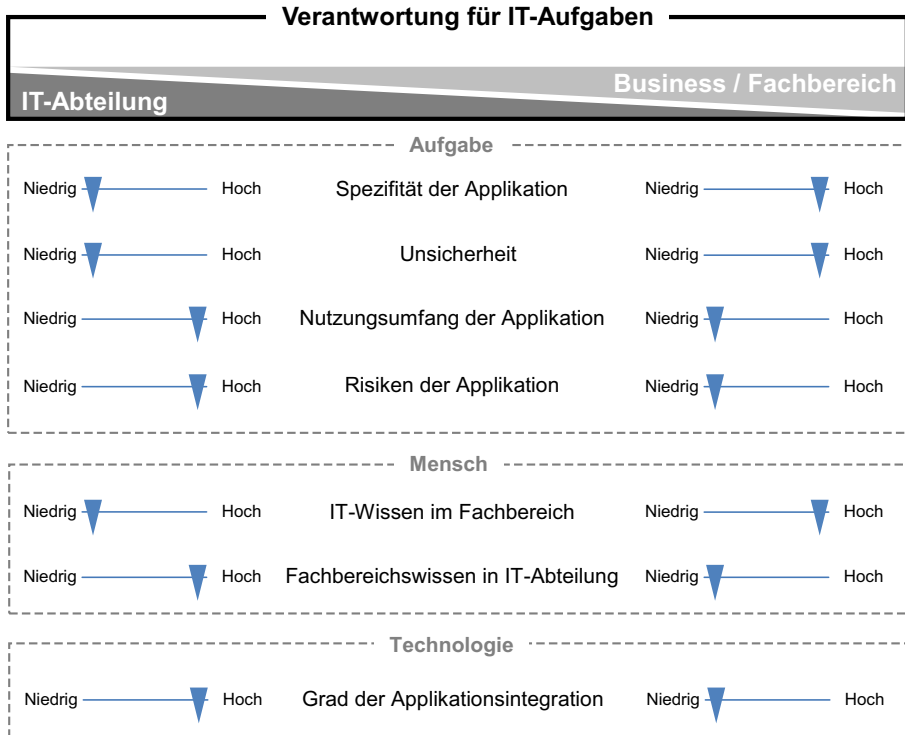 Verantwortung für IT-Aufgaben
Business / Fachbereich
IT-Abteilung
Aufgabe
Niedrig Hoch Spezifität der Applikation Niedrig Hoch
Niedrig Hoch Unsicherheit Niedrig Hoch
Niedrig Hoch Nutzungsumfang der Applikation Niedrig Hoch
Niedrig Hoch Risiken der Applikation Niedrig Hoch
Mensch
Niedrig Hoch IT-Wissen im Fachbereich Niedrig Hoch
Niedrig Hoch Fachbereichswissen in IT-Abteilung Niedrig Hoch
Technologie
Niedrig Hoch Grad der Applikationsintegration Niedrig Hoch